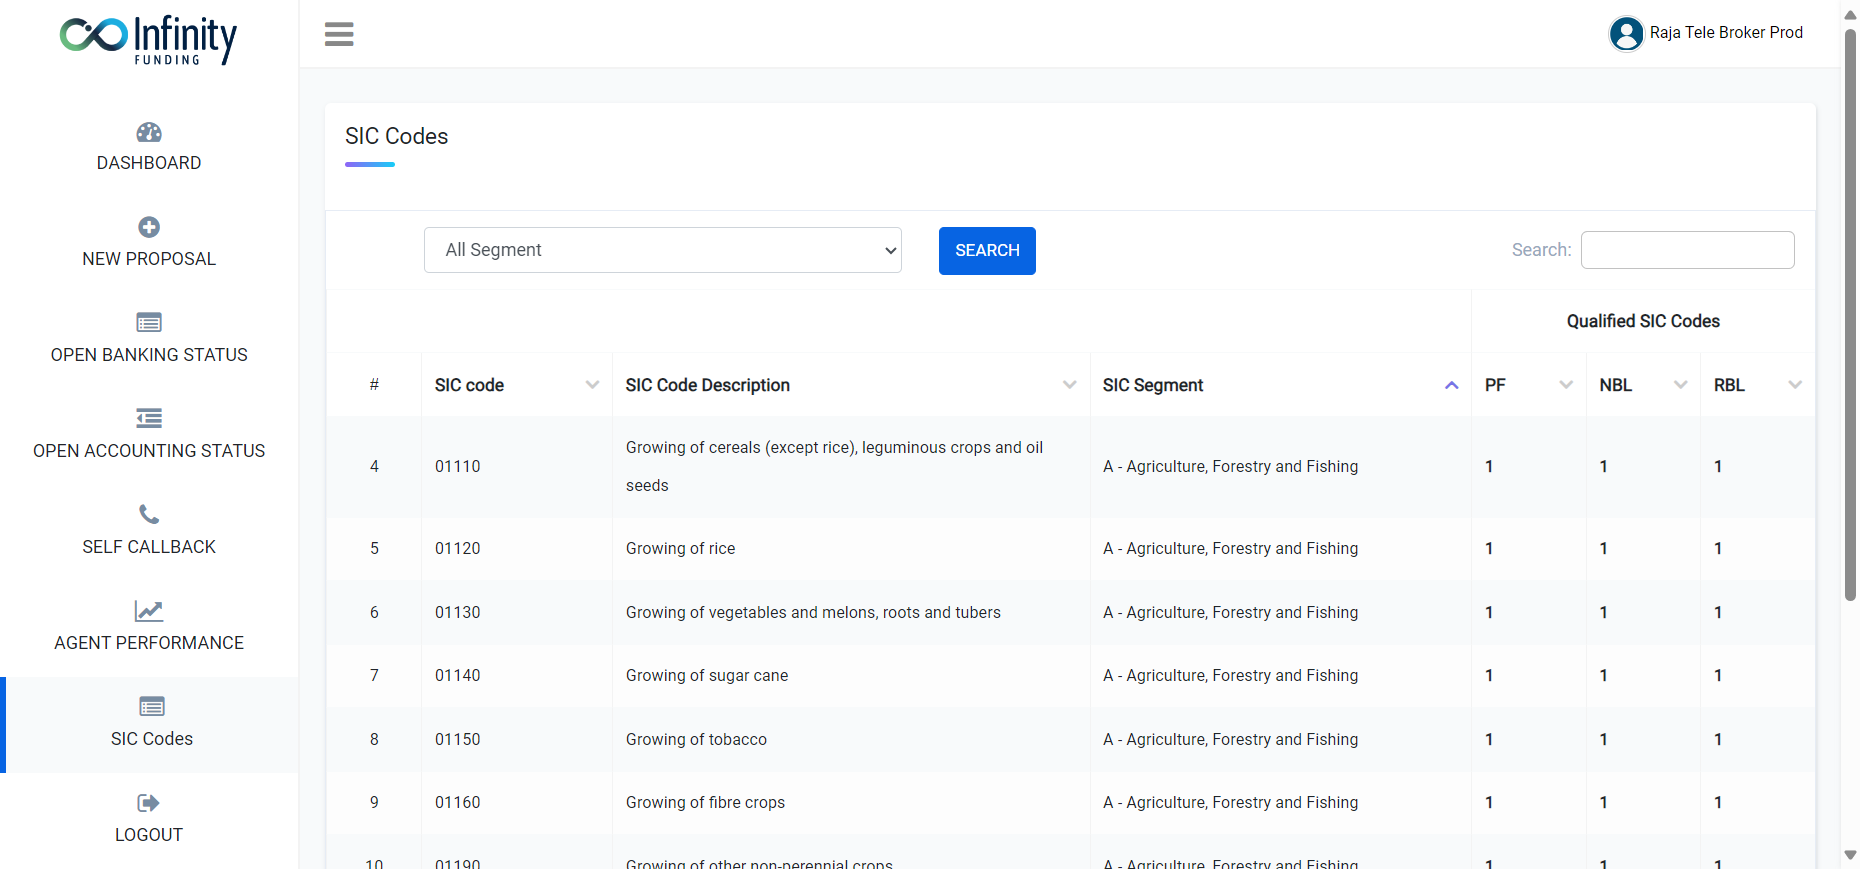 Infinity
FUNDING
Raja Tele Broker Prod
DASHBOARD
NEW PROPOSAL
OPEN BANKING STATUS
OPEN ACCOUNTING STATUS
SELF CALLBACK
AGENT PERFORMANCE
SIC Codes
LOGOUT
SIC Codes
All Segment
SEARCH
Search:
Qualified SIC Codes
# SIC code SIC Code Description SIC Segment PF NBL RBL
4 01110 Growing of cereals (except rice), leguminous crops and oil
seeds A - Agriculture, Forestry and Fishing 1 1 1
5 01120 Growing of rice A - Agriculture, Forestry and Fishing 1 1 1
6 01130 Growing of vegetables and melons, roots and tubers A - Agriculture, Forestry and Fishing 1 1 1
7 01140 Growing of sugar cane A - Agriculture, Forestry and Fishing 1 1 1
8 01150 Growing of tobacco A - Agriculture, Forestry and Fishing 1 1 1
9 01160 Growing of fibre crops A - Agriculture, Forestry and Fishing 1 1 1
10 01190 Growing of other non-perennial crops A - Agriculture, Forestry and Fishing 1 1 1